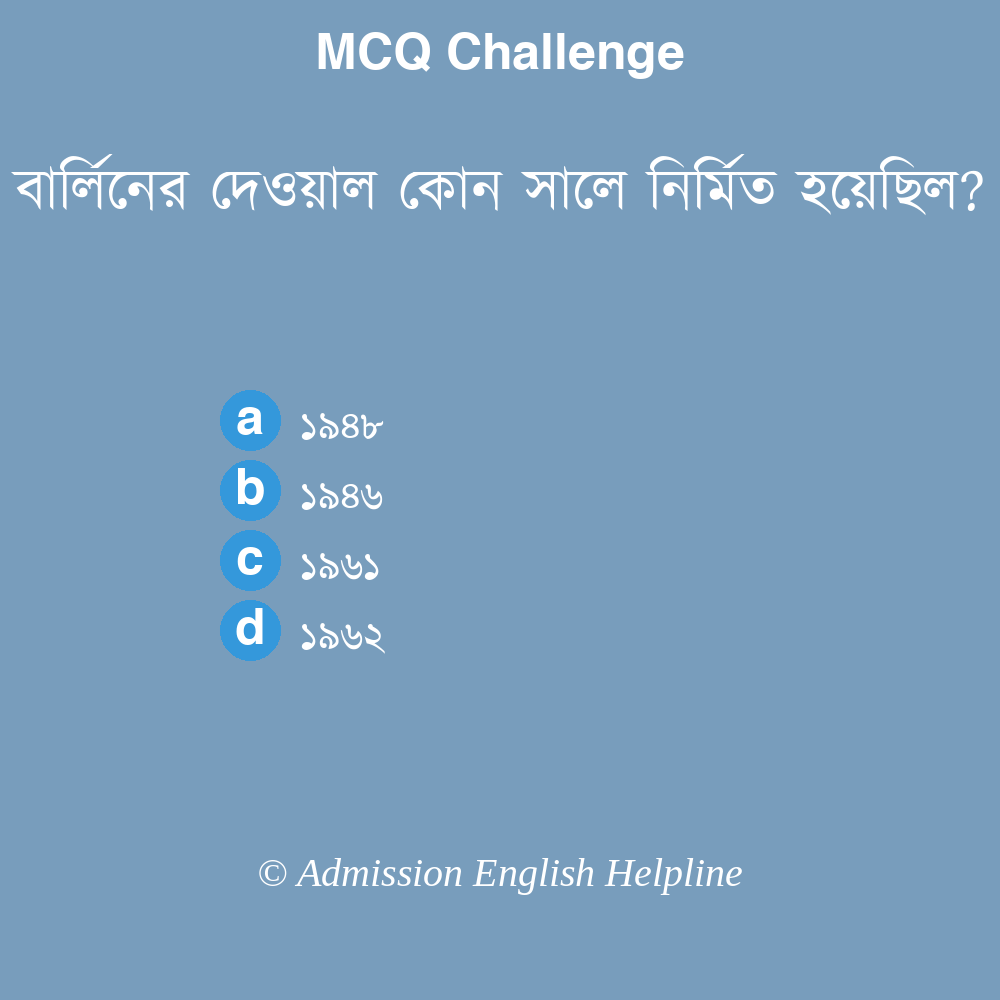 MCQ Challenge
বার্লিনের দেওয়াল কোন সালে নির্মিত হয়েছিল?
a ১৯৪৮
b ১৯৪৬
c ১৯৬১
d ১৯৬২
© Admission English Helpline